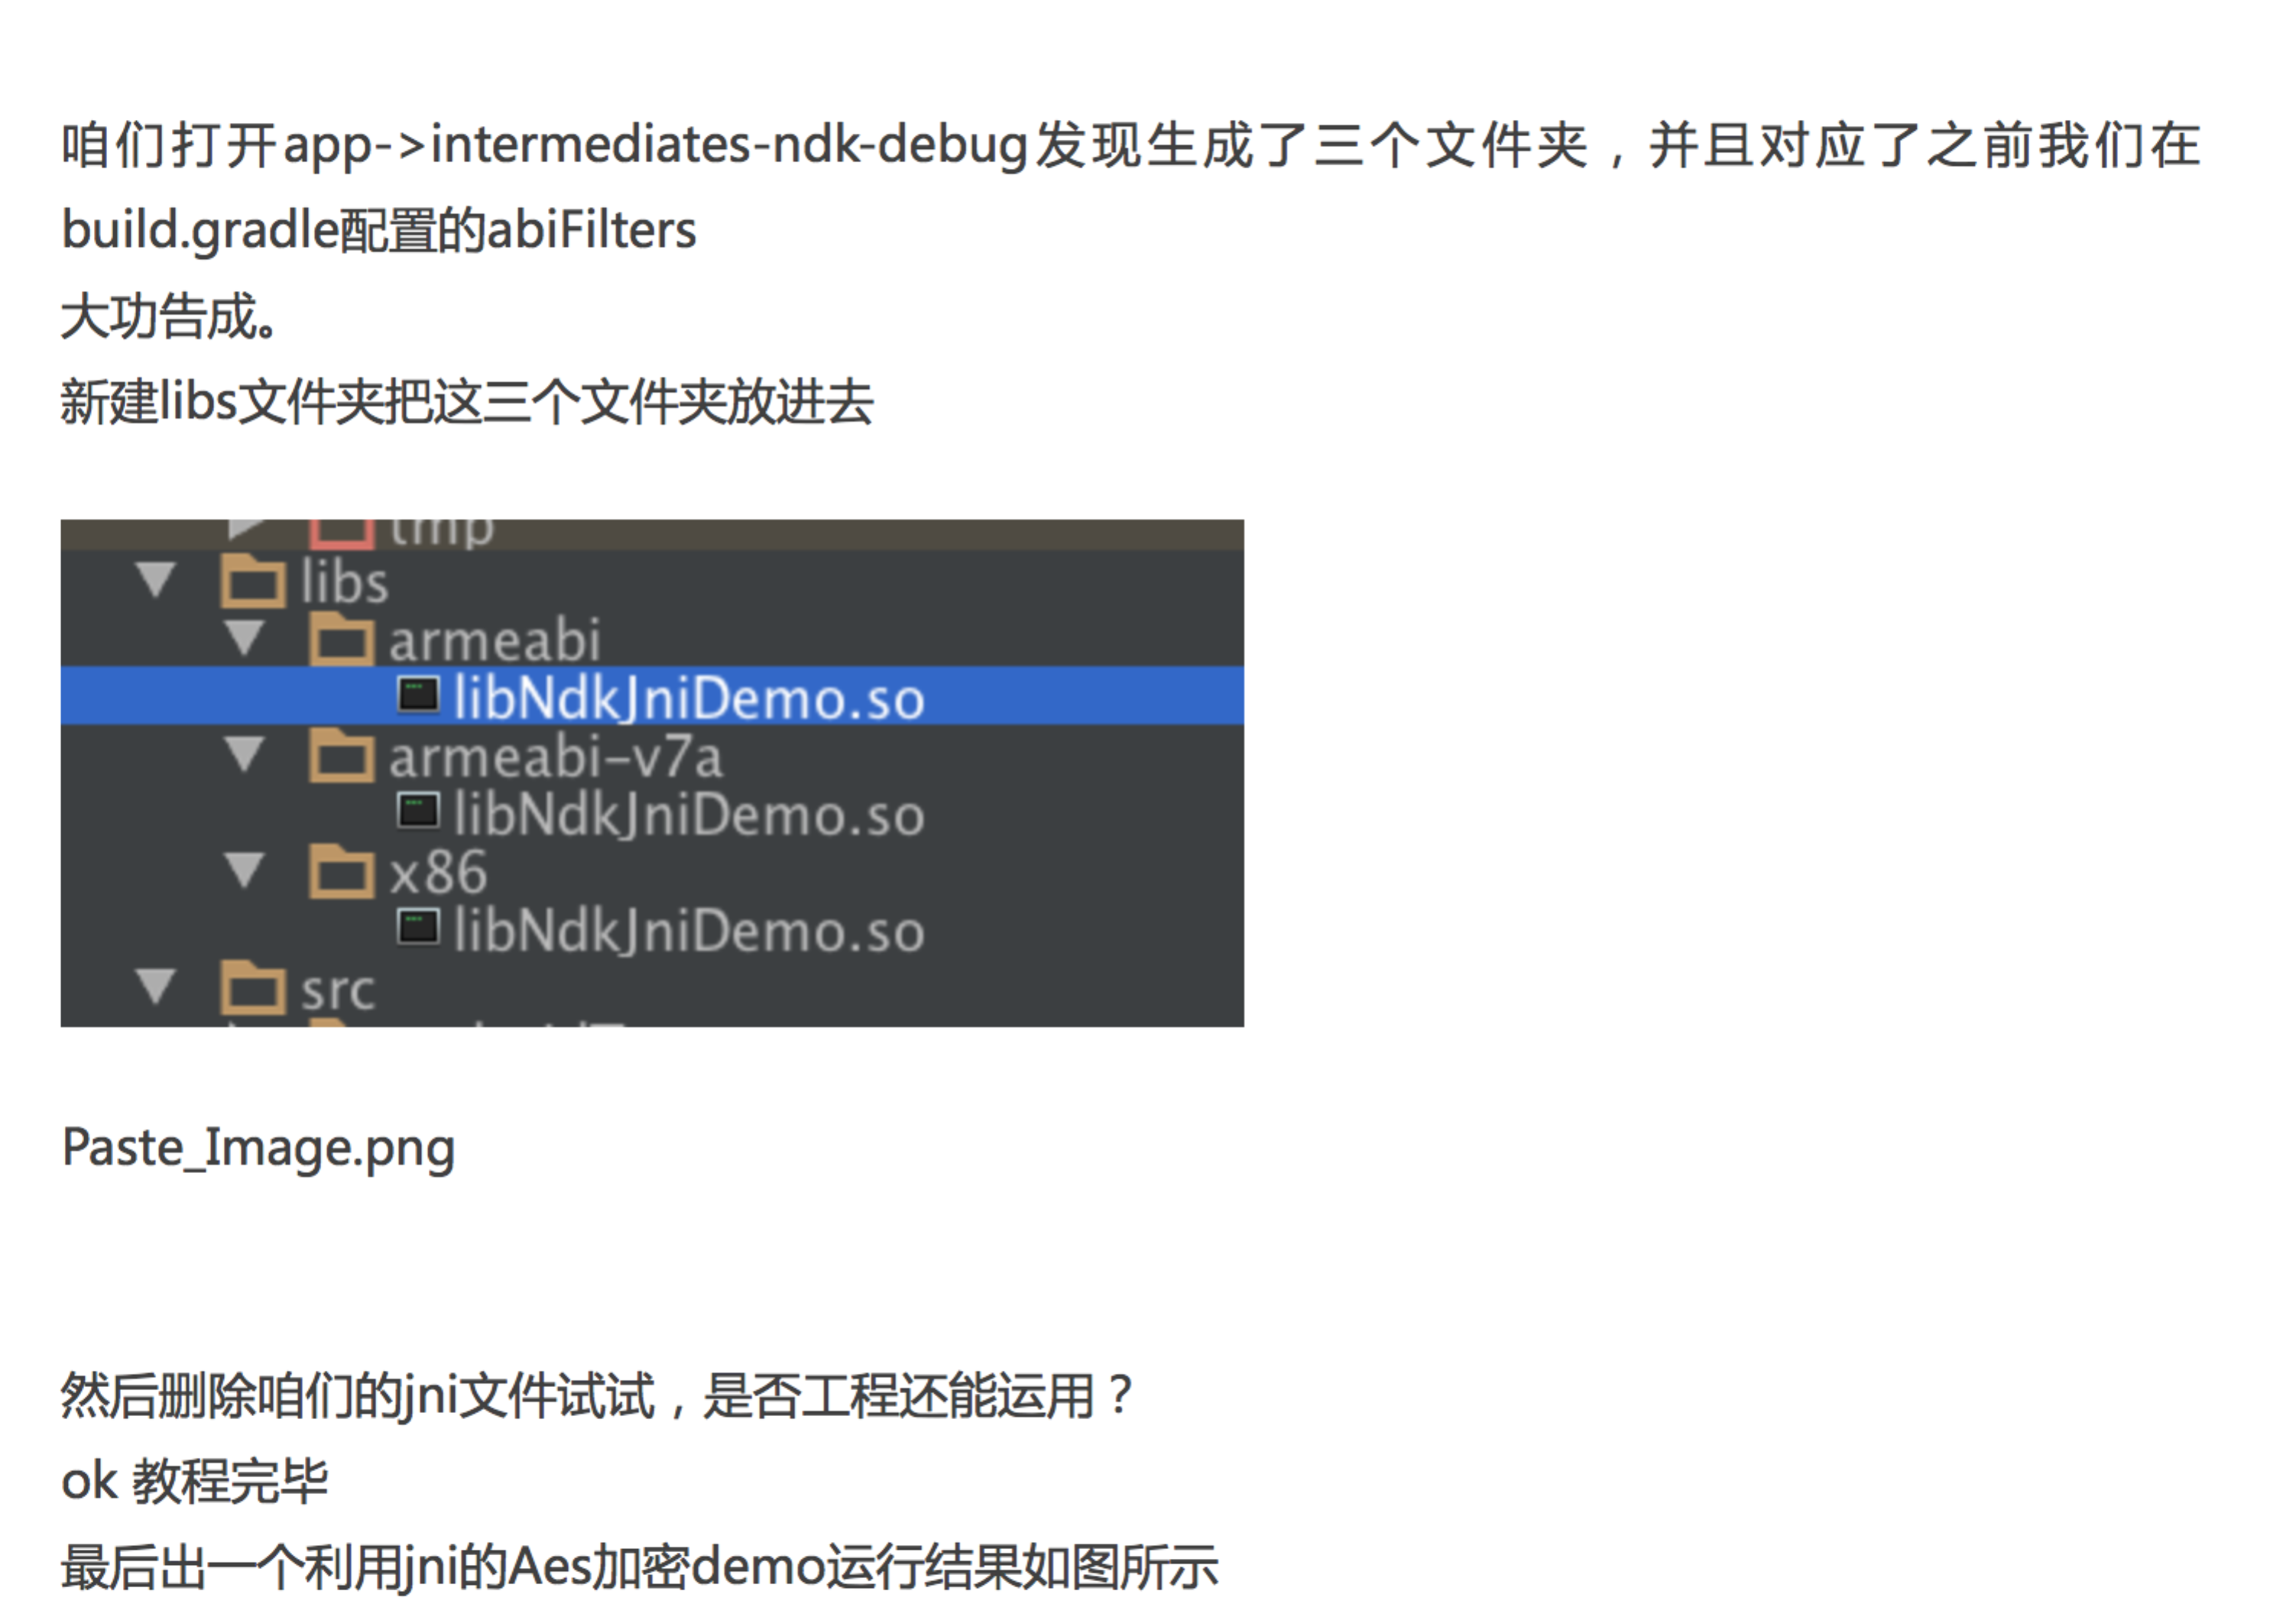 咱们打开app->intermediates-ndk-debug发现生成了三个文件夹，并且对应了之前我们在
build.gradle配置的abiFilters
大功告成。
新建libs文件夹把这三个文件夹放进去
tmp
libs
armeabi
libNdkJniDemo.so
armeabi-v7a
libNdkJniDemo.so
x86
libNdkJniDemo.so
src
Paste_Image.png
然后删除咱们的jni文件试试，是否工程还能运用？
ok 教程完毕
最后出一个利用jni的Aes加密demo运行结果如图所示